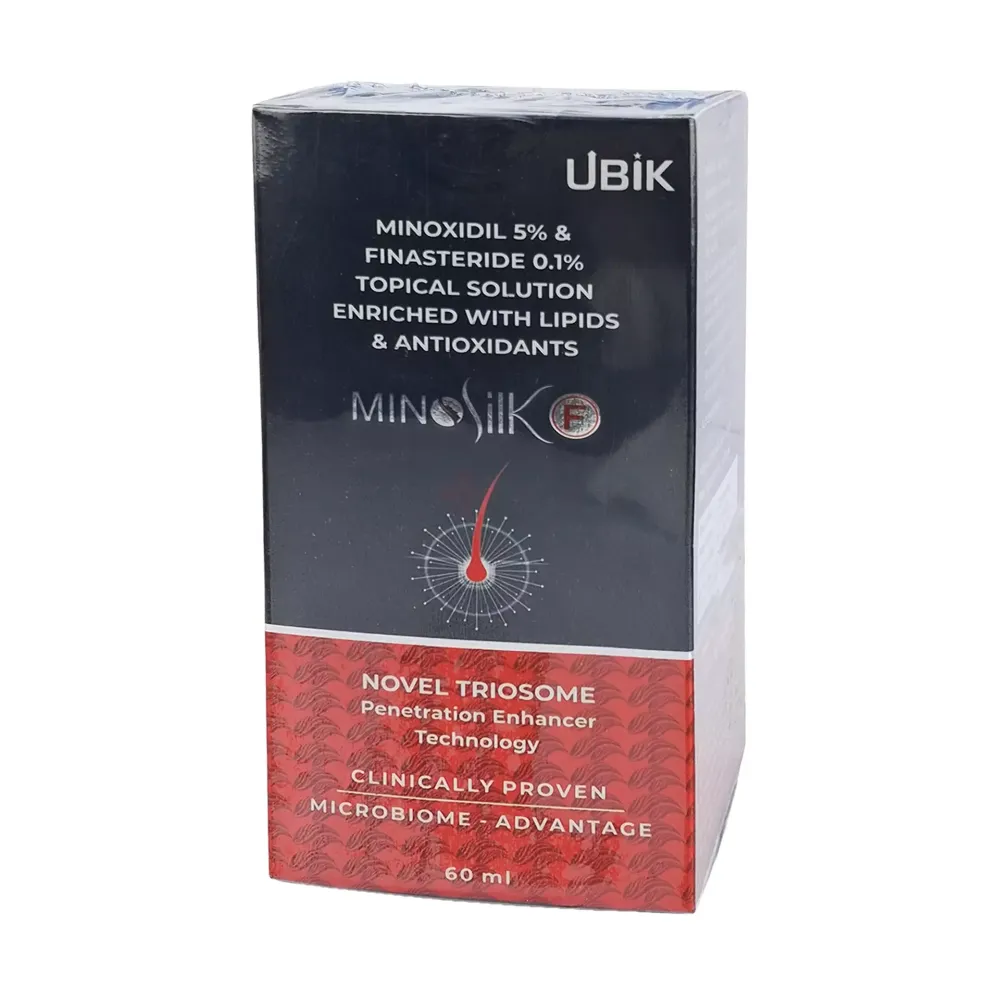 UBIK
MINOXIDIL 5% &
FINASTERIDE 0.1%
TOPICAL SOLUTION
ENRICHED WITH LIPIDS
& ANTIOXIDANTS
MINOSilK F
NOVEL TRIOSOME
Penetration Enhancer
Technology
CLINICALLY PROVEN
MICROBIOME - ADVANTAGE
60 ml